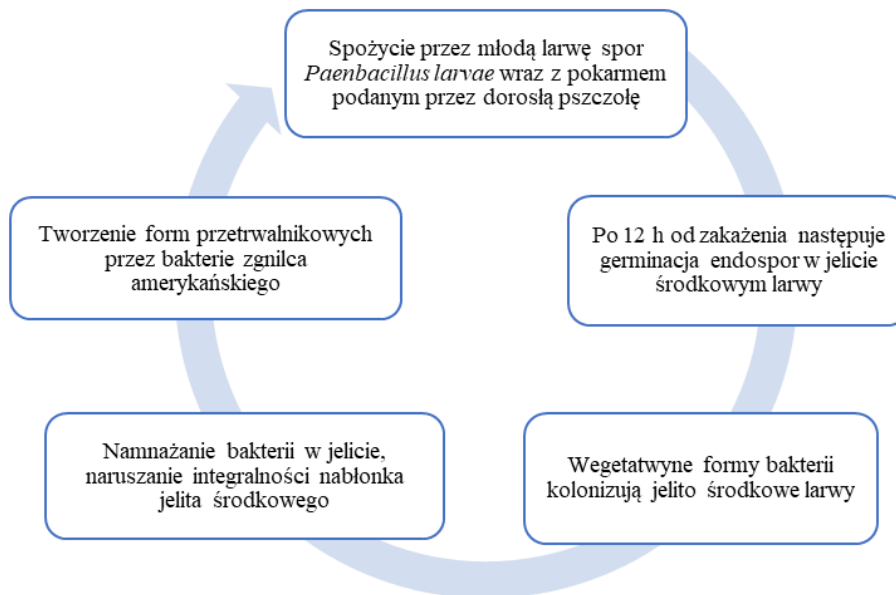 Spożycie przez młodą larwę spor
Paenbacillus larvae wraz z pokarmem
podanym przez dorosłą pszczołę
Po 12 h od zakażenia następuje
germinacja endospor w jelicie
środkowym larwy
Wegetatwyne formy bakterii
kolonizują jelito środkowe larwy
Namnażanie bakterii w jelicie,
naruszanie integralności nabłonka
jelita środkowego
Tworzenie form przetrwalnikowych
przez bakterie zgnilca
amerykańskiego